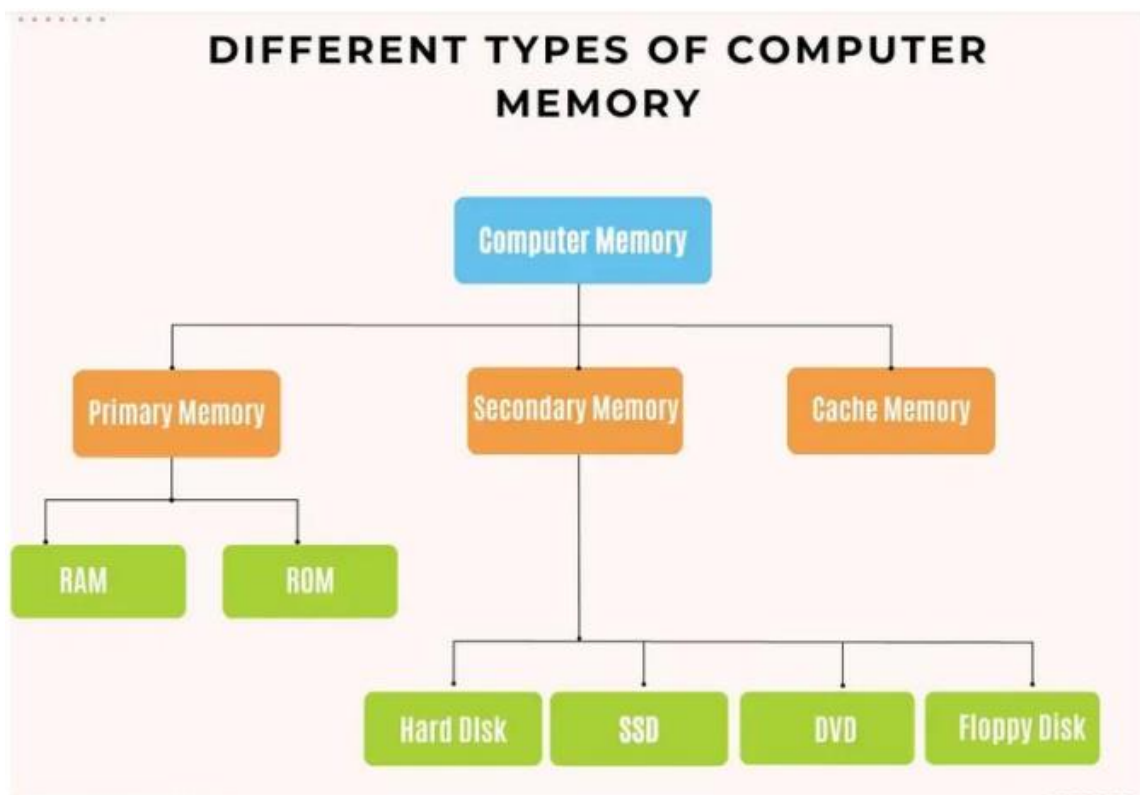 DIFFERENT TYPES OF COMPUTER
MEMORY
Computer Memory
Primary Memory
Secondary Memory
Cache Memory
RAM
ROM
Hard DIsk
SSD
DVD
Floppy Disk